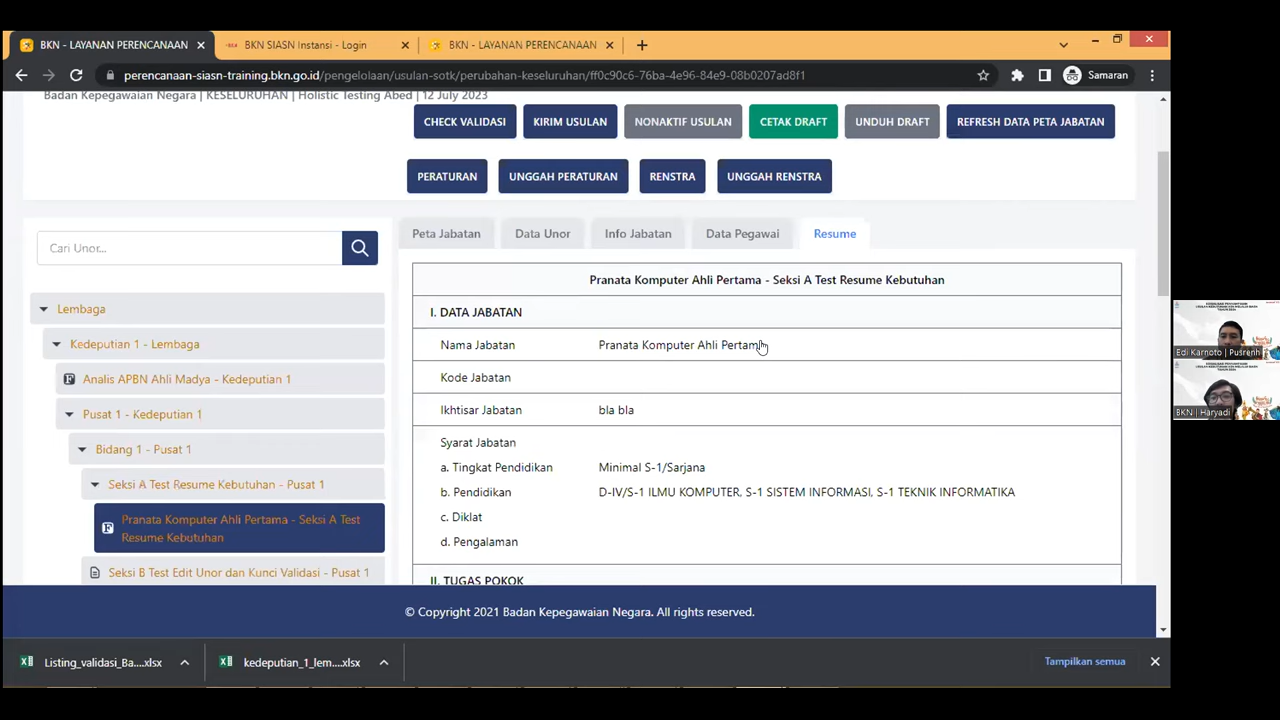 BKN - LAYANAN PERENCANAAN
BKN SIASN Instansi - Login
BKN - LAYANAN PERENCANAAN
perencanaan-siasn-training.bkn.go.id/pengelolaan/usulan-sotk/perubahan-keseluruhan/ff0c90c6-76ba-4e96-84e9-08b0207ad8f1
Samaran
Badan Kepegawaian Negara | KESELURUHAN | Holistic Testing Abed | 12 July 2023
CHECK VALIDASI
KIRIM USULAN
NONAKTIF USULAN
CETAK DRAFT
UNDUH DRAFT
REFRESH DATA PETA JABATAN
PERATURAN
UNGGAH PERATURAN
RENSTRA
UNGGAH RENSTRA
Cari Unor...
Lembaga
Kedeputian 1 - Lembaga
Analis APBN Ahli Madya - Kedeputian 1
Pusat 1 - Kedeputian 1
Bidang 1 - Pusat 1
Seksi A Test Resume Kebutuhan - Pusat 1
Pranata Komputer Ahli Pertama - Seksi A Test
Resume Kebutuhan
Seksi B Test Edit Unor dan Kunci Validasi - Pusat 1
Peta Jabatan
Data Unor
Info Jabatan
Data Pegawai
Resume
Pranata Komputer Ahli Pertama - Seksi A Test Resume Kebutuhan
I. DATA JABATAN
Nama Jabatan Pranata Komputer Ahli Pertama
Kode Jabatan
Ikhtisar Jabatan bla bla
Syarat Jabatan
a. Tingkat Pendidikan Minimal S-1/Sarjana
b. Pendidikan D-IV/S-1 ILMU KOMPUTER, S-1 SISTEM INFORMASI, S-1 TEKNIK INFORMATIKA
c. Diklat
d. Pengalaman
II. TUGAS POKOK
© Copyright 2021 Badan Kepegawaian Negara. All rights reserved.
Listing_validasi_Ba....xlsx
kedeputian_1_lem....xlsx
Tampilkan semua
Edi Karnoto | Pusrenh
BKN | Haryadi